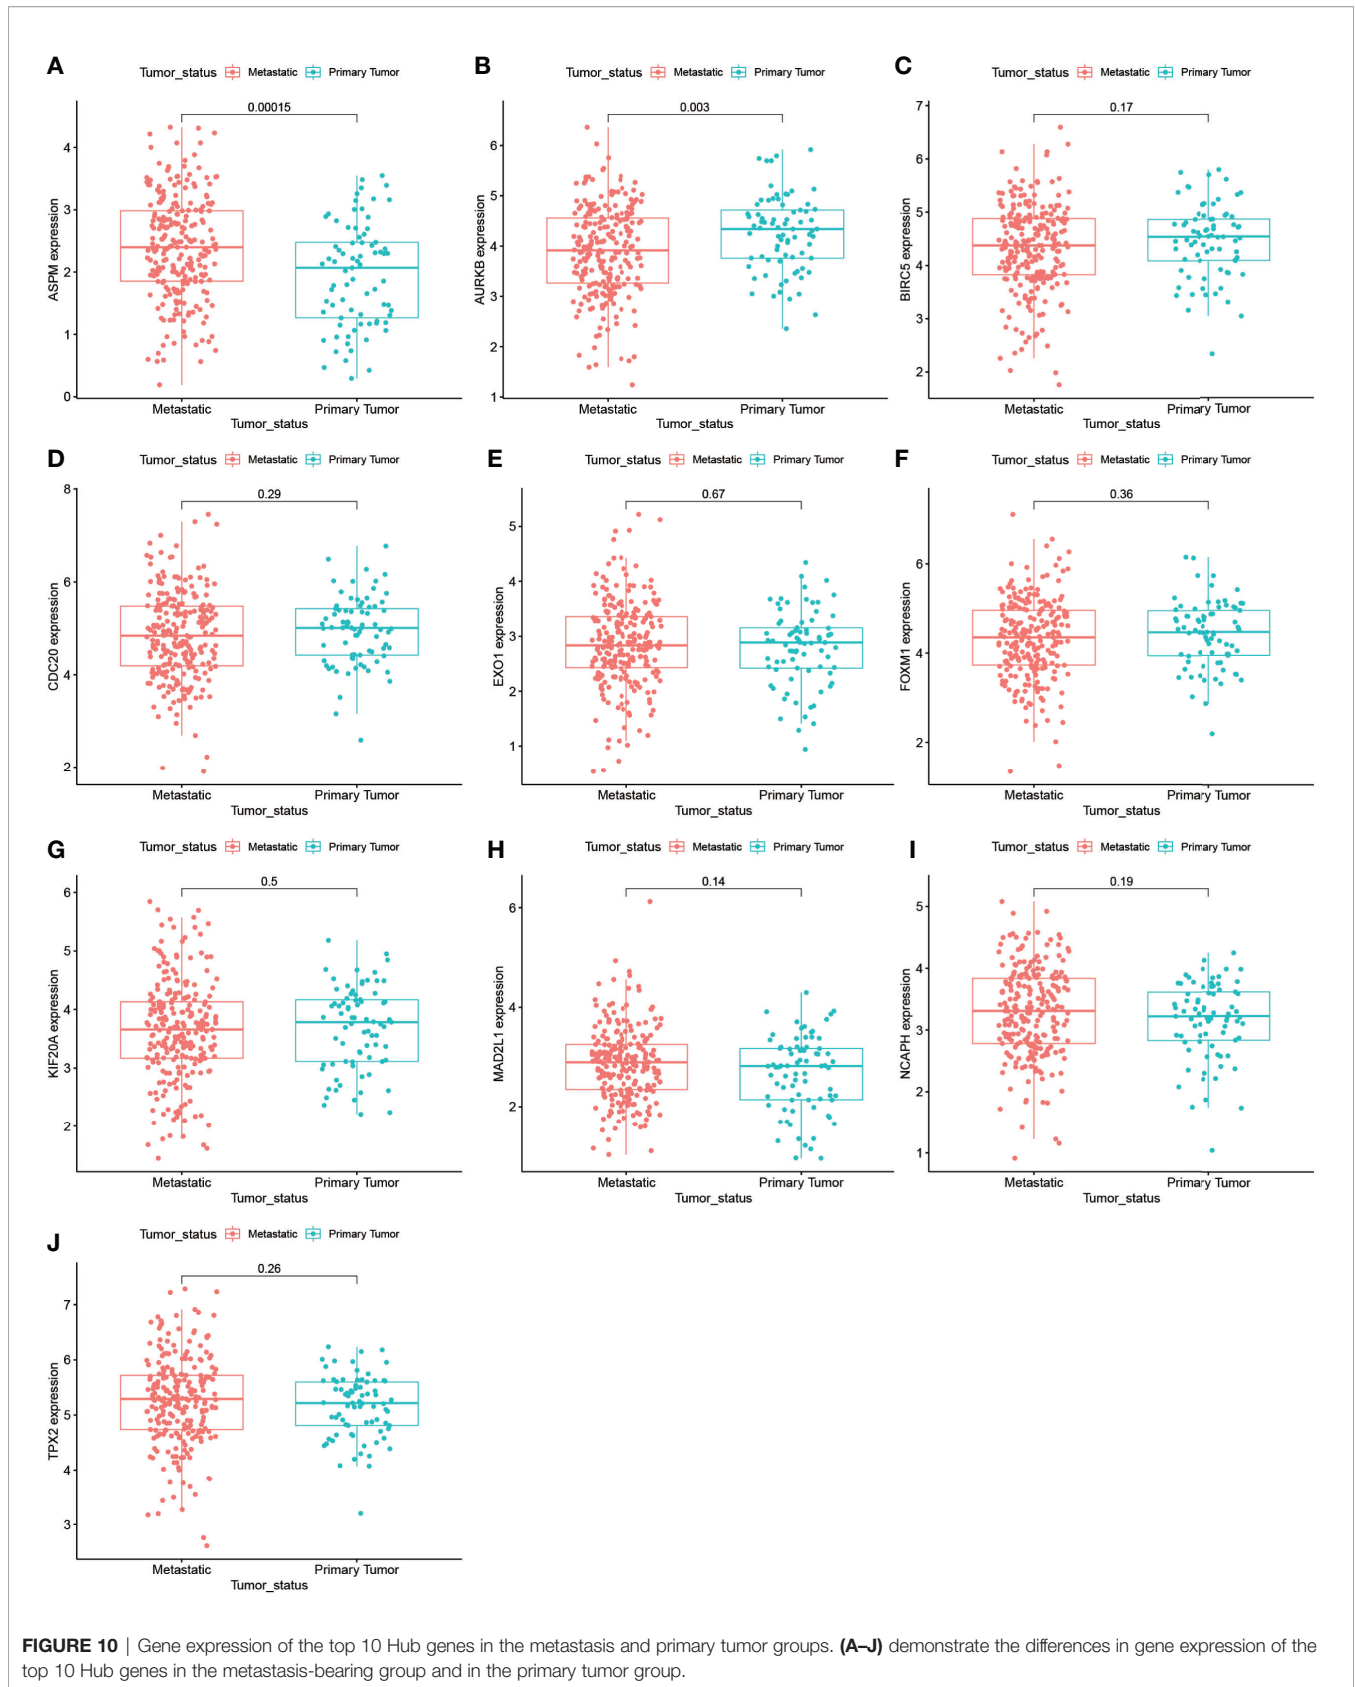 A
Tumor_status Metastatic Primary Tumor
0.00015
ASPM expression
4
3
2
1
0
Metastatic Primary Tumor
Tumor_status
B
Tumor_status Metastatic Primary Tumor
0.003
AURKB expression
6
5
4
3
2
1
Metastatic Primary Tumor
Tumor_status
C
Tumor_status Metastatic Primary Tumor
0.17
BIRC5 expression
7
6
5
4
3
2
Metastatic Primary Tumor
Tumor_status
D
Tumor_status Metastatic Primary Tumor
0.29
CDC20 expression
8
6
4
2
Metastatic Primary Tumor
Tumor_status
E
Tumor_status Metastatic Primary Tumor
0.67
EXO1 expression
5
4
3
2
1
Metastatic Primary Tumor
Tumor_status
F
Tumor_status Metastatic Primary Tumor
0.36
FOXM1 expression
6
4
2
Metastatic Primary Tumor
Tumor_status
G
Tumor_status Metastatic Primary Tumor
0.5
KIF20A expression
6
5
4
3
2
Metastatic Primary Tumor
Tumor_status
H
Tumor_status Metastatic Primary Tumor
0.14
MAD2L1 expression
6
4
2
Metastatic Primary Tumor
Tumor_status
I
Tumor_status Metastatic Primary Tumor
0.19
NCAPH expression
5
4
3
2
1
Metastatic Primary Tumor
Tumor_status
J
Tumor_status Metastatic Primary Tumor
0.26
TPX2 expression
7
6
5
4
3
Metastatic Primary Tumor
Tumor_status
FIGURE 10 | Gene expression of the top 10 Hub genes in the metastasis and primary tumor groups. (A–J) demonstrate the differences in gene expression of the
top 10 Hub genes in the metastasis-bearing group and in the primary tumor group.